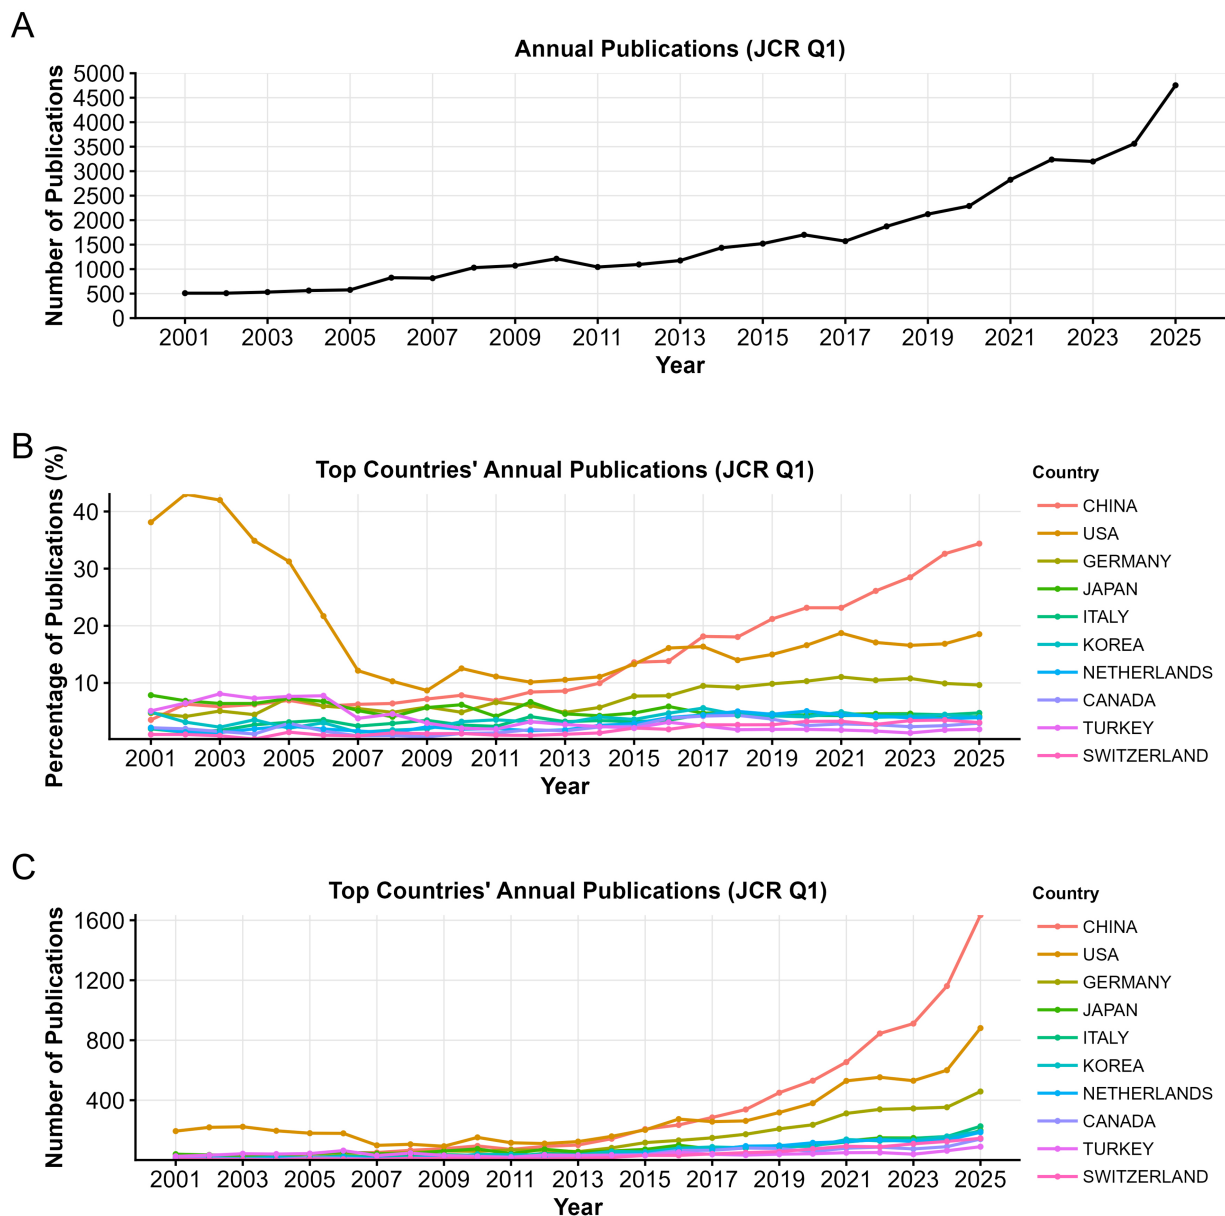 A
Annual Publications (JCR Q1)
Number of Publications
5000
4500
4000
3500
3000
2500
2000
1500
1000
500
0
2001 2003 2005 2007 2009 2011 2013 2015 2017 2019 2021 2023 2025
Year
B
Top Countries' Annual Publications (JCR Q1)
Percentage of Publications (%)
40
30
20
10
2001 2003 2005 2007 2009 2011 2013 2015 2017 2019 2021 2023 2025
Year
Country
CHINA
USA
GERMANY
JAPAN
ITALY
KOREA
NETHERLANDS
CANADA
TURKEY
SWITZERLAND
C
Top Countries' Annual Publications (JCR Q1)
Number of Publications
1600
1200
800
400
2001 2003 2005 2007 2009 2011 2013 2015 2017 2019 2021 2023 2025
Year
Country
CHINA
USA
GERMANY
JAPAN
ITALY
KOREA
NETHERLANDS
CANADA
TURKEY
SWITZERLAND